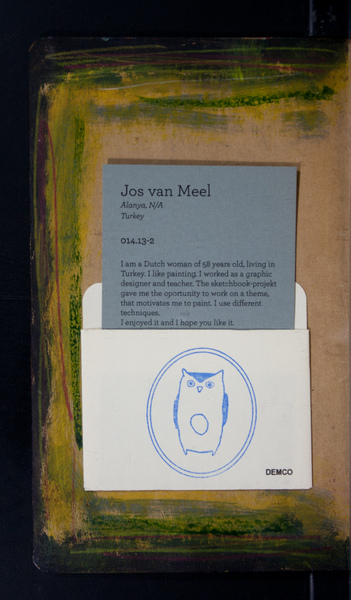 Jos van Meel
Alanya, N/A
Turkey
014.13-2
I am a Dutch woman of 58 years old, living in
Turkey. I like painting. I worked as a graphic
designer and teacher. The sketchbook-projekt
gave me the oportunity to work on a theme,
that motivates me to paint. I use different
techniques.
I enjoyed it and I hope you like it.
DEMCO